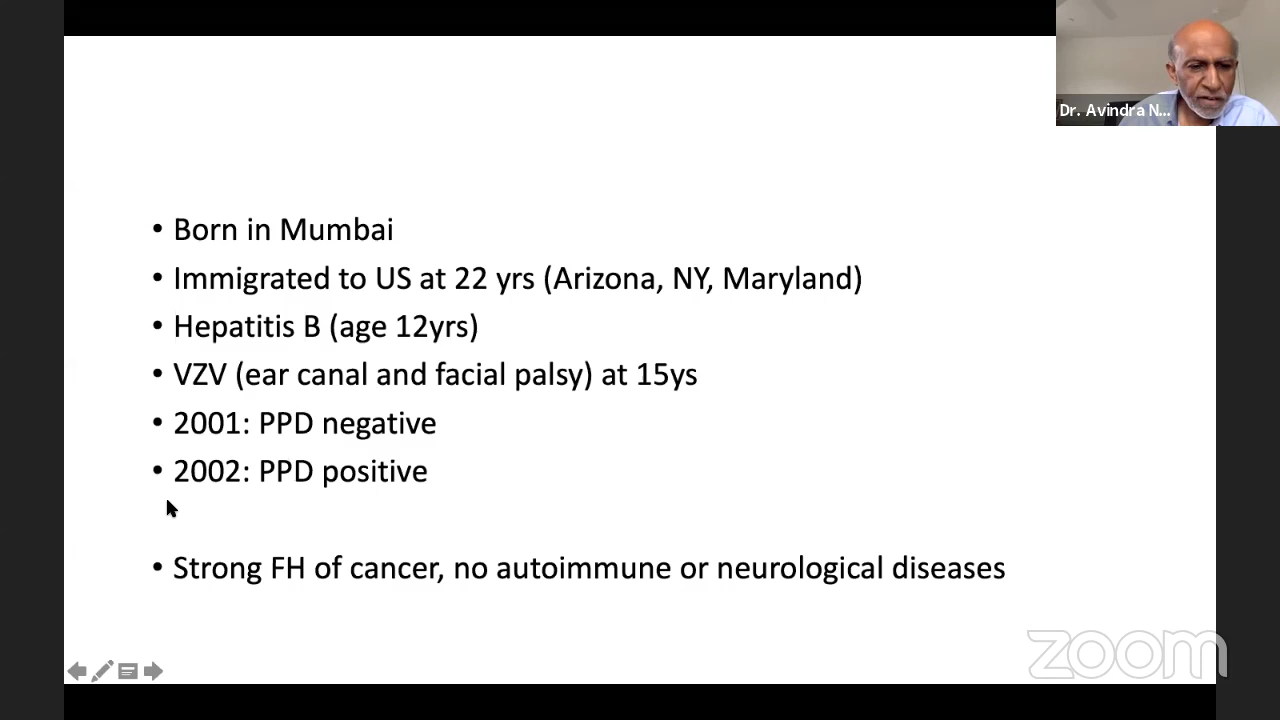 Dr. Avindra N...
• Born in Mumbai
• Immigrated to US at 22 yrs (Arizona, NY, Maryland)
• Hepatitis B (age 12yrs)
• VZV (ear canal and facial palsy) at 15ys
• 2001: PPD negative
• 2002: PPD positive
• Strong FH of cancer, no autoimmune or neurological diseases
zoom